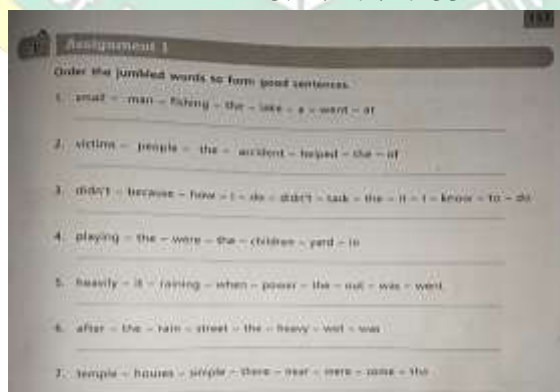 Assignment 1
Order the jumbled words to form good sentences.
1. small – man – fishing – the – lake – a – went – at
2. victims – people – the – accident – helped – the – of
3. didn't – because – how – I – do – didn't – task – the – it – I – know – to – do
4. playing – the – were – the – children – yard – in
5. heavily – it – raining – when – power – the – out – was – went
6. after – the – rain – street – the – heavy – wet – was
7. temple – houses – simple – there – near – were – some – the